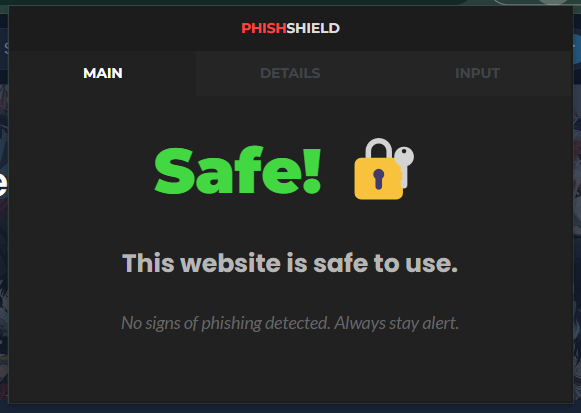 PHISHSHIELD
MAIN DETAILS INPUT
Safe!
This website is safe to use.
No signs of phishing detected. Always stay alert.